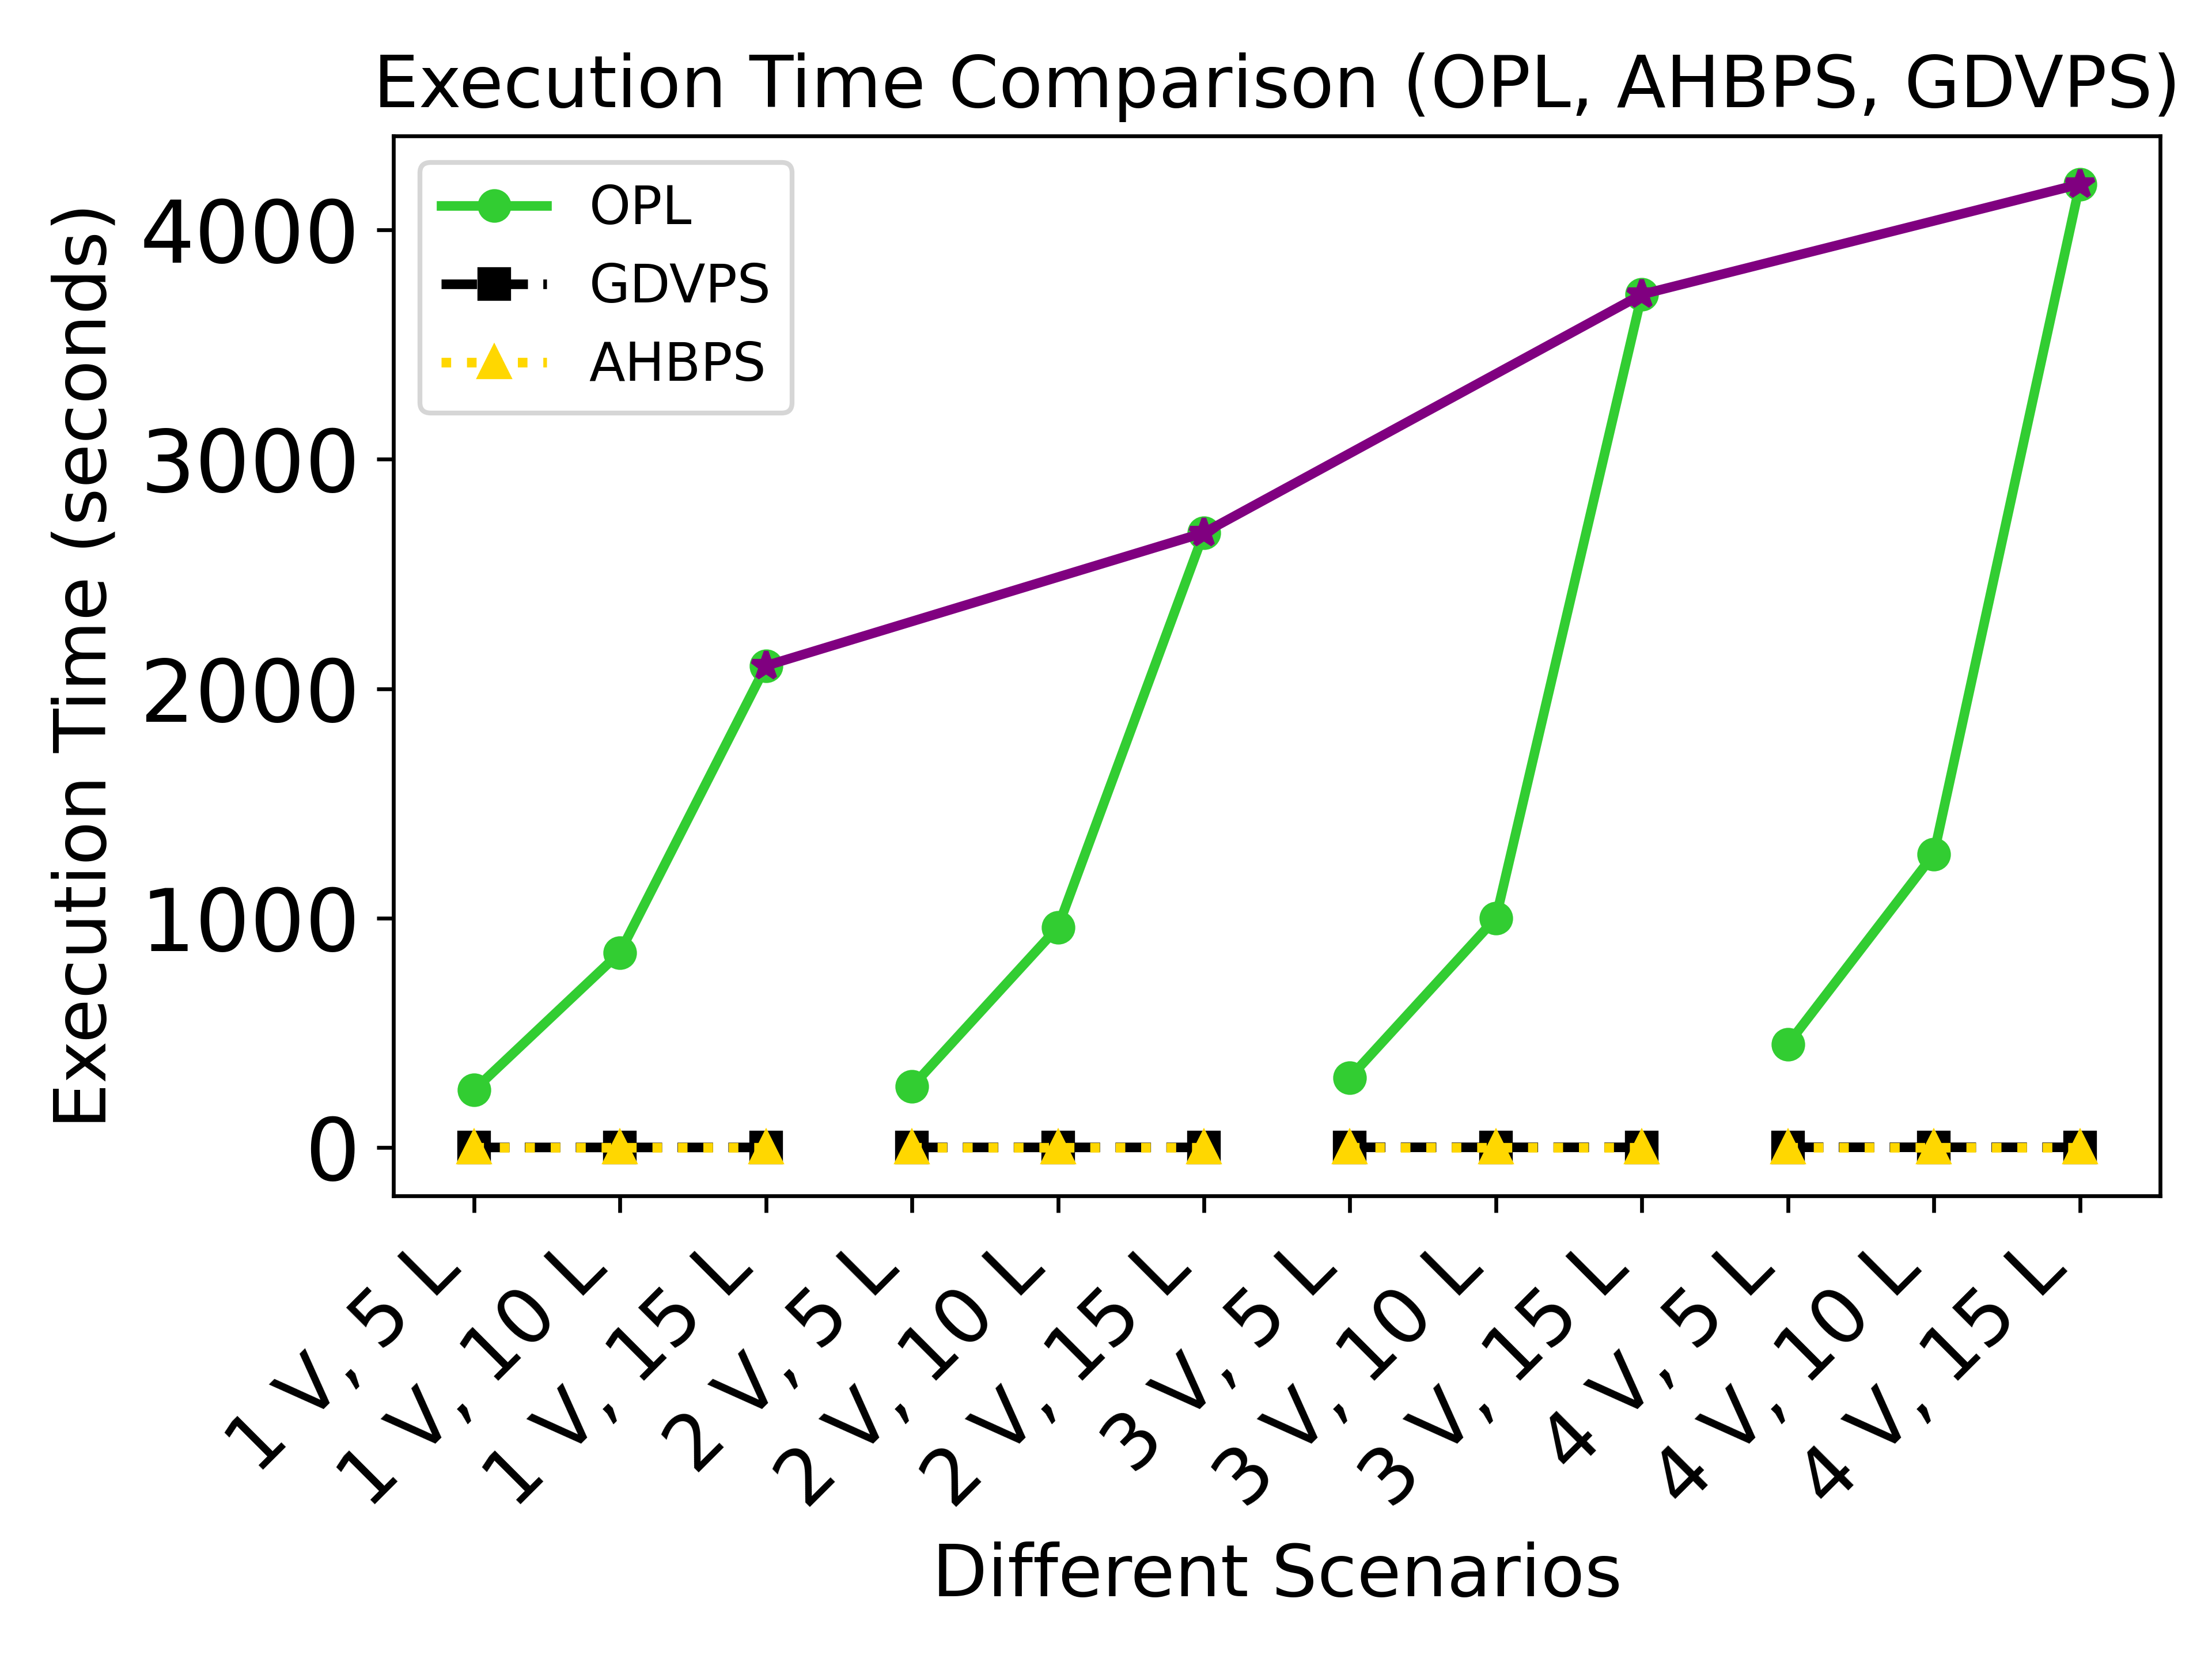 Execution Time Comparison (OPL, AHBPS, GDVPS)
OPL
GDVPS
AHBPS
Execution Time (seconds)
4000
3000
2000
1000
0
1 V, 5 L
1 V, 10 L
1 V, 15 L
2 V, 5 L
2 V, 10 L
2 V, 15 L
3 V, 5 L
3 V, 10 L
3 V, 15 L
4 V, 5 L
4 V, 10 L
4 V, 15 L
Different Scenarios